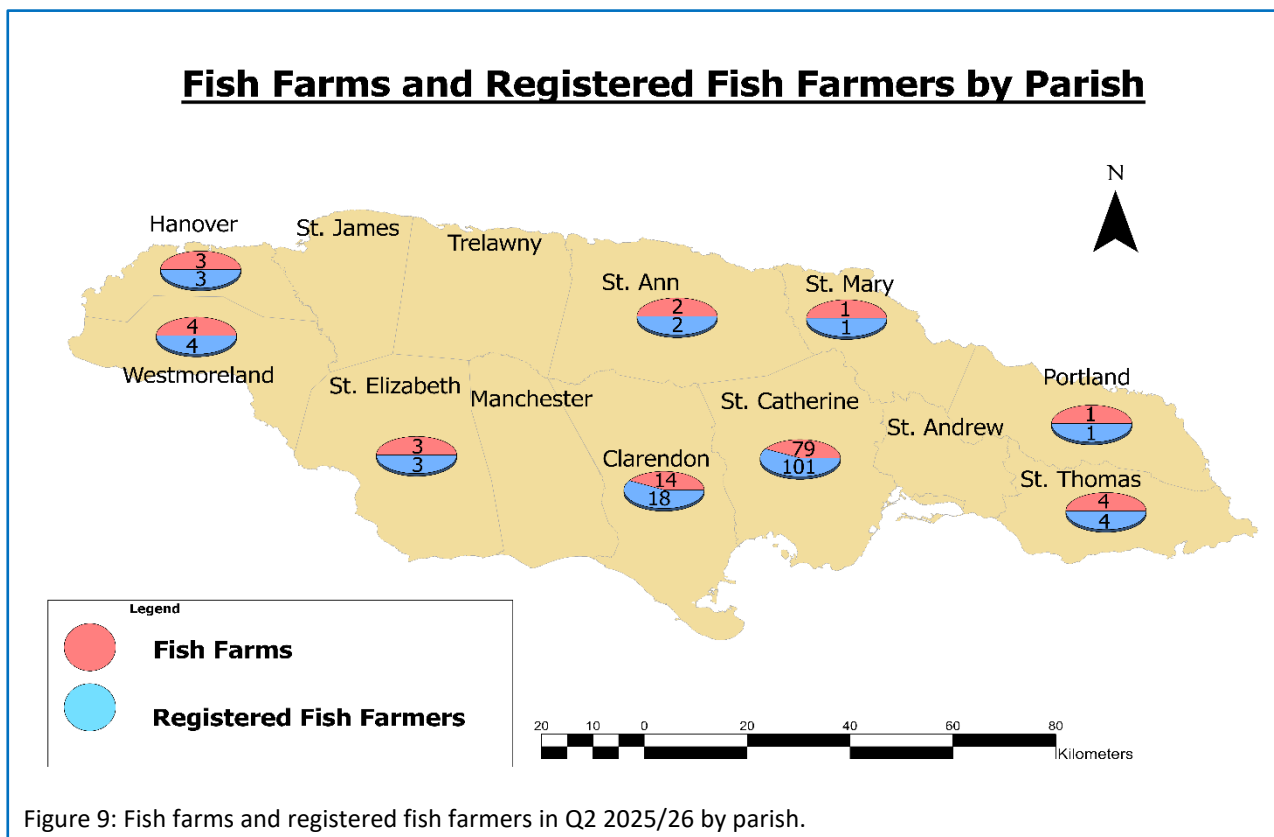 Fish Farms and Registered Fish Farmers by Parish
N
Hanover
St. James
Trelawny
3
3
St. Ann
St. Mary
2
2
1
1
4
4
Westmoreland
St. Elizabeth
Manchester
St. Catherine
St. Andrew
Portland
1
1
3
3
Clarendon
14
18
79
101
St. Thomas
4
4
Legend
Fish Farms
Registered Fish Farmers
20 10 0 20 40 60 80
Kilometers
Figure 9: Fish farms and registered fish farmers in Q2 2025/26 by parish.